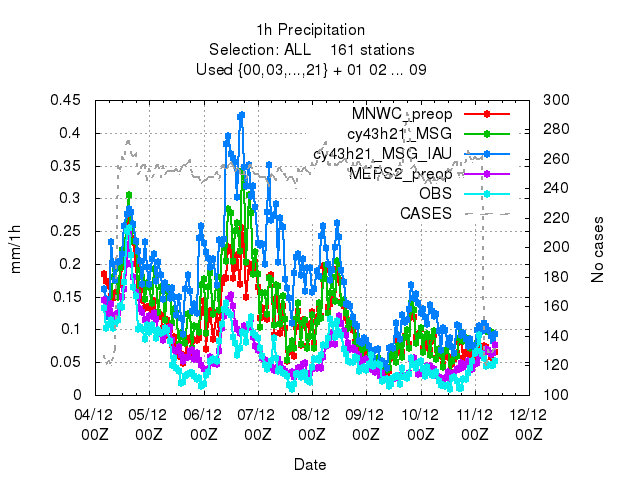 1h Precipitation
Selection: ALL 161 stations
Used {00,03,...,21} + 01 02 ... 09
0.45
0.4
0.35
0.3
0.25
0.2
0.15
0.1
0.05
0
mm/1h
MNWC_preop
cy43h21_MSG
cy43h21_MSG_IAU
MEPS2_preop
OBS
CASES
300
280
260
240
220
200
180
160
140
120
100
No cases
04/12 05/12 06/12 07/12 08/12 09/12 10/12 11/12 12/12
00Z 00Z 00Z 00Z 00Z 00Z 00Z 00Z 00Z
Date